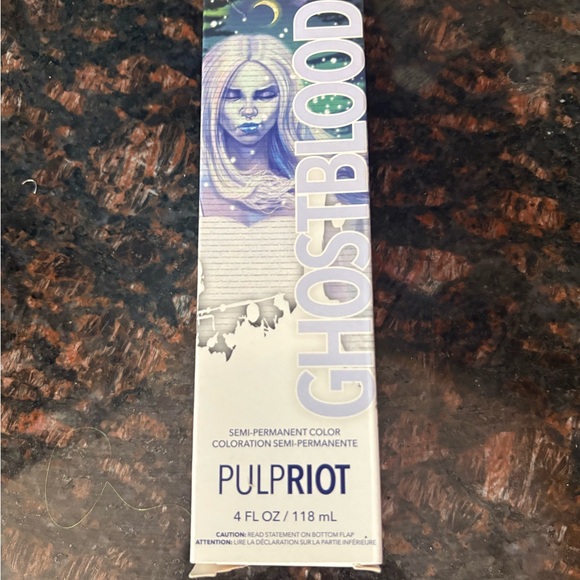 GHOSTBLOOD
SEMI-PERMANENT COLOR
COLORATION SEMI-PERMANENTE
PULPRIOT
4 FL OZ / 118 mL
CAUTION: READ STATEMENT ON BOTTOM FLAP
ATTENTION: LIRE LA DÉCLARATION SUR LA PARTIE INFÉRIEURE